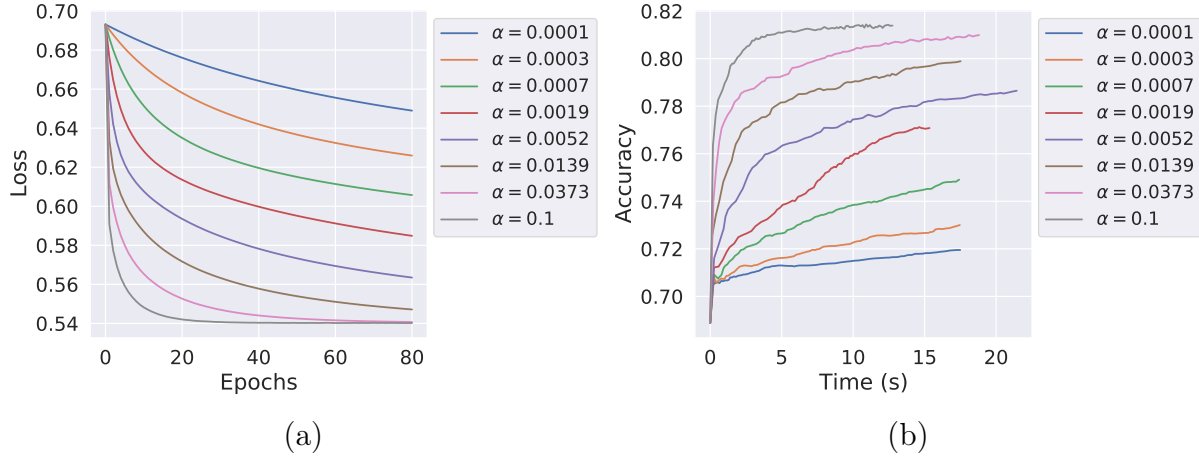 0.70
0.68
0.66
0.64
0.62
0.60
0.58
0.56
0.54
Loss
0
20
40
60
80
Epochs
α = 0.0001
α = 0.0003
α = 0.0007
α = 0.0019
α = 0.0052
α = 0.0139
α = 0.0373
α = 0.1
(a)
0.82
0.80
0.78
0.76
0.74
0.72
0.70
Accuracy
0
5
10
15
20
Time (s)
α = 0.0001
α = 0.0003
α = 0.0007
α = 0.0019
α = 0.0052
α = 0.0139
α = 0.0373
α = 0.1
(b)